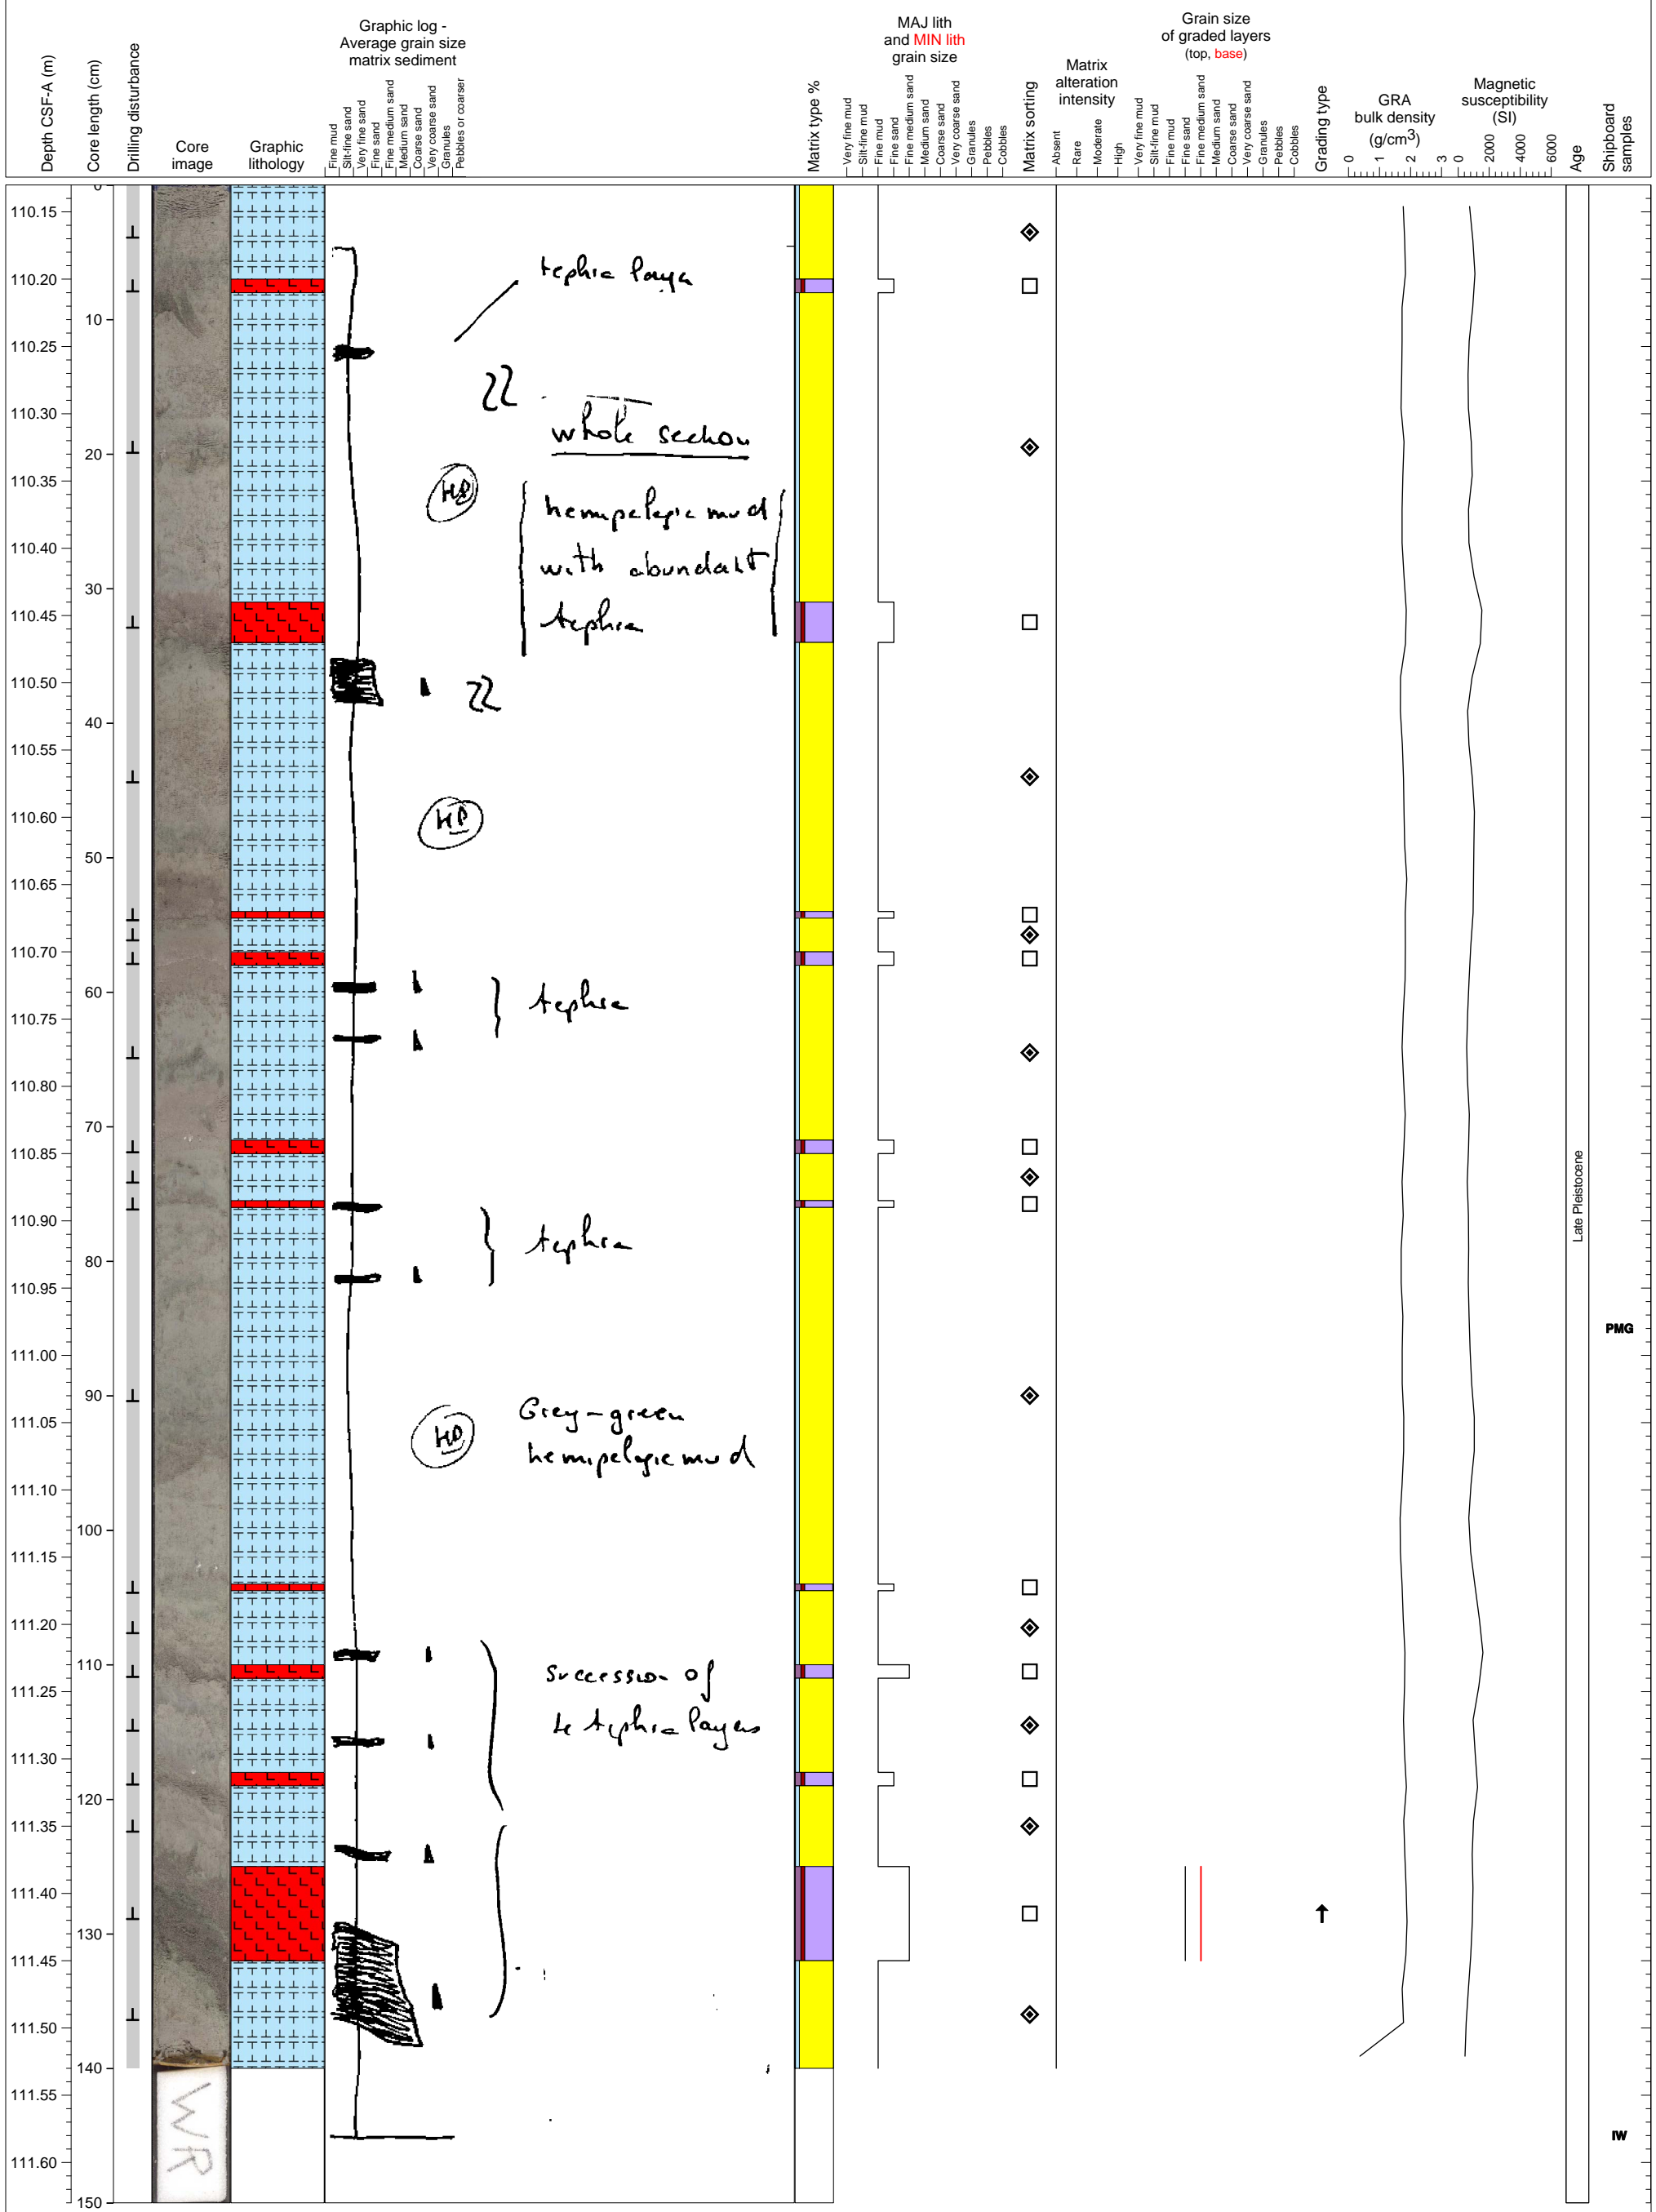 Depth CSF-A (m)
Core length (cm)
Drilling disturbance
Core
image
Graphic
lithology
Graphic log -
Average grain size
matrix sediment
Fine mud
Silt-fine sand
Very fine sand
Fine sand
Fine medium sand
Medium sand
Coarse sand
Very coarse sand
Granules
Pebbles or coarser
Matrix type %
MAJ lith
and MIN lith
grain size
Very fine mud
Silt-fine mud
Fine mud
Fine sand
Fine medium sand
Medium sand
Coarse sand
Very coarse sand
Granules
Pebbles
Cobbles
Matrix sorting
Matrix
alteration
intensity
Absent
Rare
Moderate
High
Grain size
of graded layers
(top, base)
Very fine mud
Silt-fine mud
Fine mud
Fine sand
Fine medium sand
Medium sand
Coarse sand
Very coarse sand
Granules
Pebbles
Cobbles
Grading type
GRA
bulk density
(g/cm3)
0 1 2 3
Magnetic
susceptibility
(SI)
0 2000 4000 6000
Age
Shipboard
samples
0
110.15
110.20
10
110.25
110.30
20
110.35
110.40
30
110.45
110.50
40
110.55
110.60
50
110.65
110.70
60
110.75
110.80
70
110.85
110.90
80
110.95
111.00
90
111.05
111.10
100
111.15
111.20
110
111.25
111.30
120
111.35
111.40
130
111.45
111.50
140
111.55
111.60
150
WR
tephra layer
whole section
HP
hemipelagic mud
with abundant
tephra
HP
tephra
tephra
HP
Grey-green
hemipelagic mud
succession of
tephra layers
Late Pleistocene
PMG
IW